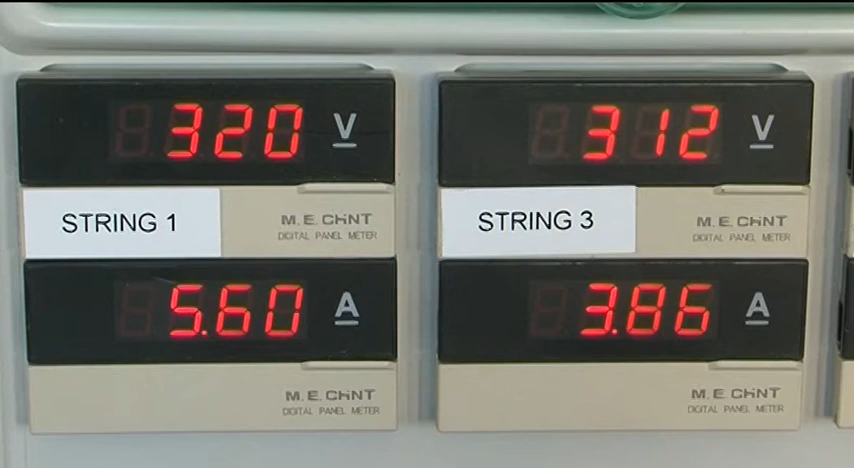 320 V
STRING 1
M.E.CHNT
DIGITAL PANEL METER
5.60 A
M.E.CHNT
DIGITAL PANEL METER
312 V
STRING 3
M.E.CHNT
DIGITAL PANEL METER
3.86 A
M.E.CHNT
DIGITAL PANEL METER